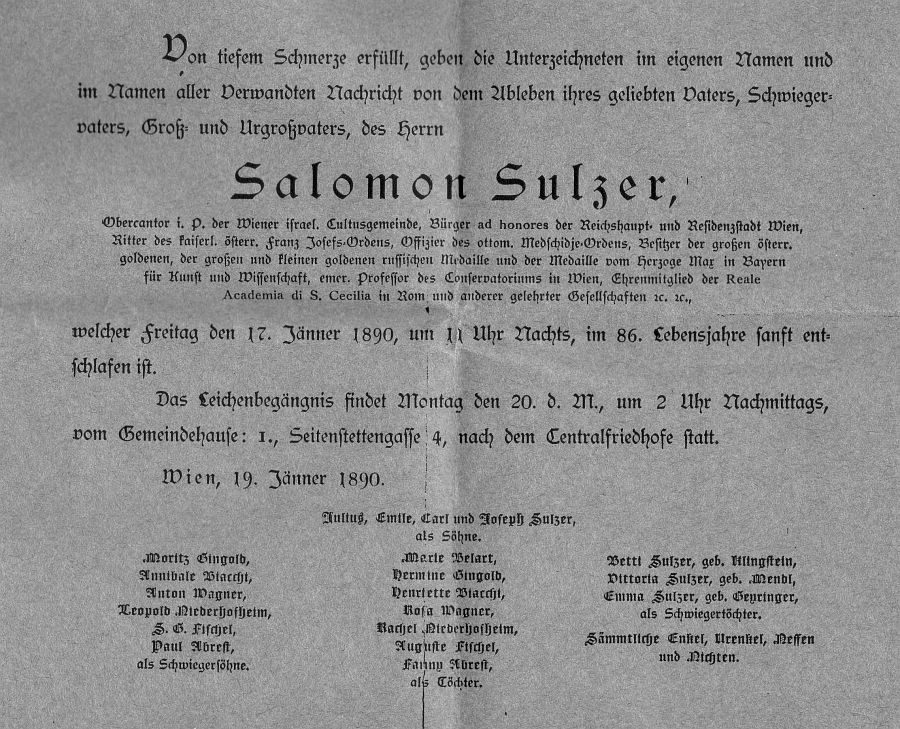 Von tiefem Schmerze erfüllt, geben die Unterzeichneten im eigenen Namen und
im Namen aller Verwandten Nachricht von dem Ableben ihres geliebten Vaters, Schwieger-
vaters, Groß- und Urgroßvaters, des Herrn
Salomon Sulzer,
Obercantor i. P. der Wiener israel. Cultusgemeinde, Bürger ad honores der Reichshaupt- und Residenzstadt Wien,
Ritter des kaiserl. österr. Franz Josefs-Ordens, Offizier des ottom. Medschidje-Ordens, Besitzer der großen österr.
goldenen, der großen und kleinen goldenen russischen Medaille und der Medaille vom Herzoge Max in Bayern
für Kunst und Wissenschaft, emer. Professor des Conservatoriums in Wien, Ehrenmitglied der Reale
Academia di S. Cecilia in Rom und anderer gelehrter Gesellschaften ꝛc. ꝛc.,
welcher Freitag den 17. Jänner 1890, um 11 Uhr Nachts, im 86. Lebensjahre sanft ent-
schlafen ist.
Das Leichenbegängnis findet Montag den 20. d. M., um 2 Uhr Nachmittags,
vom Gemeindehause: I., Seitenstettengasse 4, nach dem Centralfriedhofe statt.
Wien, 19. Jänner 1890.
Julius, Emile, Carl und Joseph Sulzer,
als Söhne.
Moritz Gingold,
Annibale Biacchi,
Anton Wagner,
Leopold Niederhofheim,
S. G. Fischel,
Paul Abrest,
als Schwiegersöhne.
Marie Belart,
Hermine Gingold,
Henriette Biacchi,
Rosa Wagner,
Rachel Niederhofheim,
Auguste Fischel,
Fanny Abrest,
als Töchter.
Betti Sulzer, geb. Klingstein,
Vittoria Sulzer, geb. Mendl,
Emma Sulzer, geb. Geyringer,
als Schwiegertöchter.
Sämmtliche Enkel, Urenkel, Neffen
und Nichten.